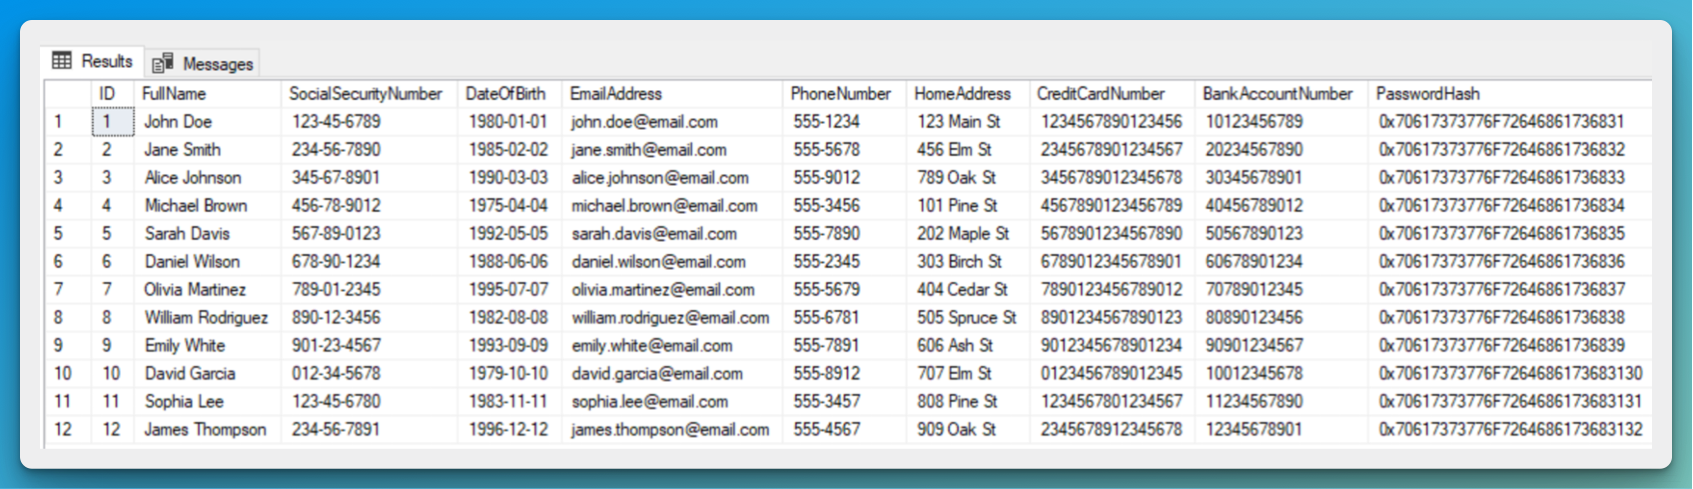 Results Messages
ID FullName SocialSecurityNumber DateOfBirth EmailAddress PhoneNumber HomeAddress CreditCardNumber BankAccountNumber PasswordHash
1 1 John Doe 123-45-6789 1980-01-01 john.doe@email.com 555-1234 123 Main St 1234567890123456 10123456789 0x70617373776F72646861736831
2 2 Jane Smith 234-56-7890 1985-02-02 jane.smith@email.com 555-5678 456 Elm St 2345678901234567 20234567890 0x70617373776F72646861736832
3 3 Alice Johnson 345-67-8901 1990-03-03 alice.johnson@email.com 555-9012 789 Oak St 3456789012345678 30345678901 0x70617373776F72646861736833
4 4 Michael Brown 456-78-9012 1975-04-04 michael.brown@email.com 555-3456 101 Pine St 4567890123456789 40456789012 0x70617373776F72646861736834
5 5 Sarah Davis 567-89-0123 1992-05-05 sarah.davis@email.com 555-7890 202 Maple St 5678901234567890 50567890123 0x70617373776F72646861736835
6 6 Daniel Wilson 678-90-1234 1988-06-06 daniel.wilson@email.com 555-2345 303 Birch St 6789012345678901 60678901234 0x70617373776F72646861736836
7 7 Olivia Martinez 789-01-2345 1995-07-07 olivia.martinez@email.com 555-5679 404 Cedar St 7890123456789012 70789012345 0x70617373776F72646861736837
8 8 William Rodriguez 890-12-3456 1982-08-08 william.rodriguez@email.com 555-6781 505 Spruce St 8901234567890123 80890123456 0x70617373776F72646861736838
9 9 Emily White 901-23-4567 1993-09-09 emily.white@email.com 555-7891 606 Ash St 9012345678901234 90901234567 0x70617373776F72646861736839
10 10 David Garcia 012-34-5678 1979-10-10 david.garcia@email.com 555-8912 707 Elm St 0123456789012345 10012345678 0x70617373776F7264686173683130
11 11 Sophia Lee 123-45-6780 1983-11-11 sophia.lee@email.com 555-3457 808 Pine St 1234567801234567 11234567890 0x70617373776F7264686173683131
12 12 James Thompson 234-56-7891 1996-12-12 james.thompson@email.com 555-4567 909 Oak St 2345678912345678 12345678901 0x70617373776F7264686173683132